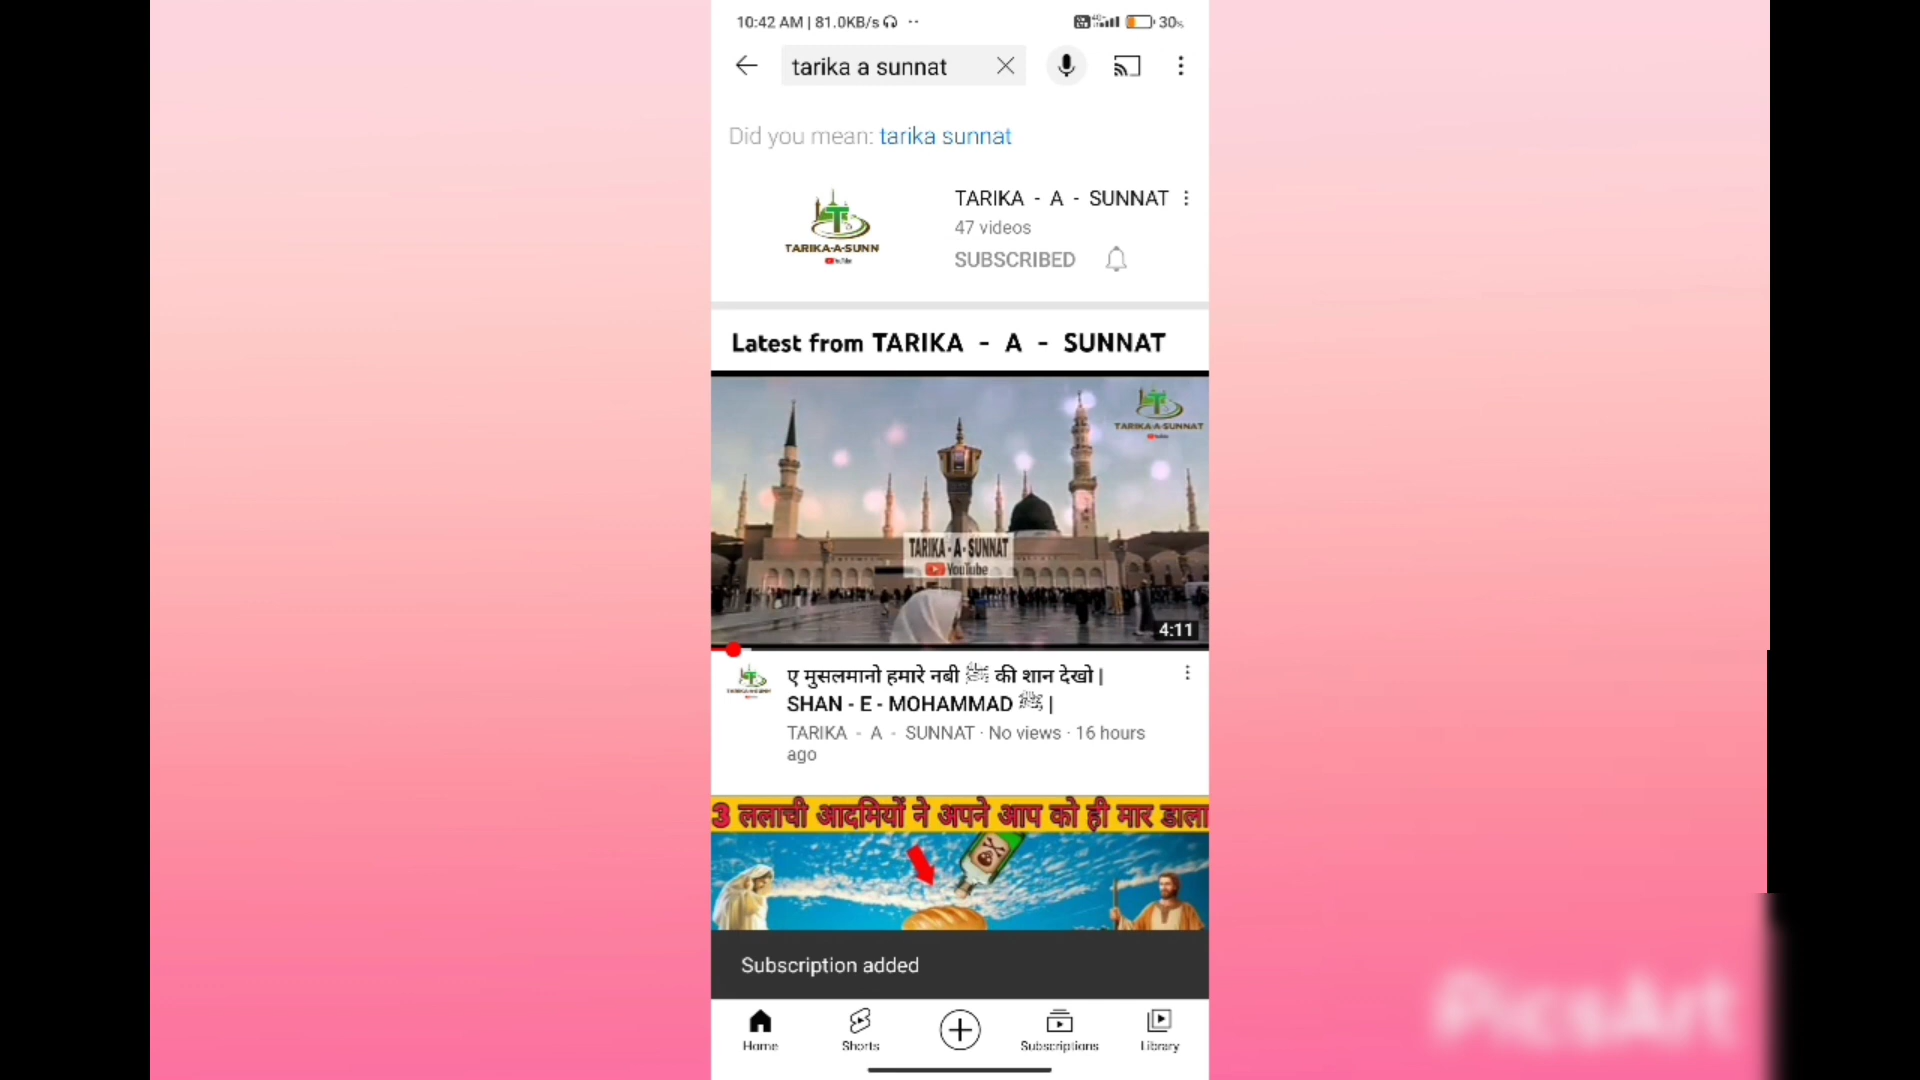 10:42 AM | 81.0KB/s
30%
tarika a sunnat
Did you mean: tarika sunnat
TARIKA - A - SUNNAT
47 videos
SUBSCRIBED
TARIKA-A-SUNN
Latest from TARIKA - A - SUNNAT
TARIKA-A-SUNNAT
TARIKA - A - SUNNAT
YouTube
4:11
ए मुसलमानो हमारे नबी ﷺ की शान देखो |
SHAN - E - MOHAMMAD ﷺ |
TARIKA - A - SUNNAT · No views · 16 hours
ago
3 ललाची आदमियों ने अपने आप को ही मार डाला
Subscription added
Home
Shorts
Subscriptions
Library
PicsArt